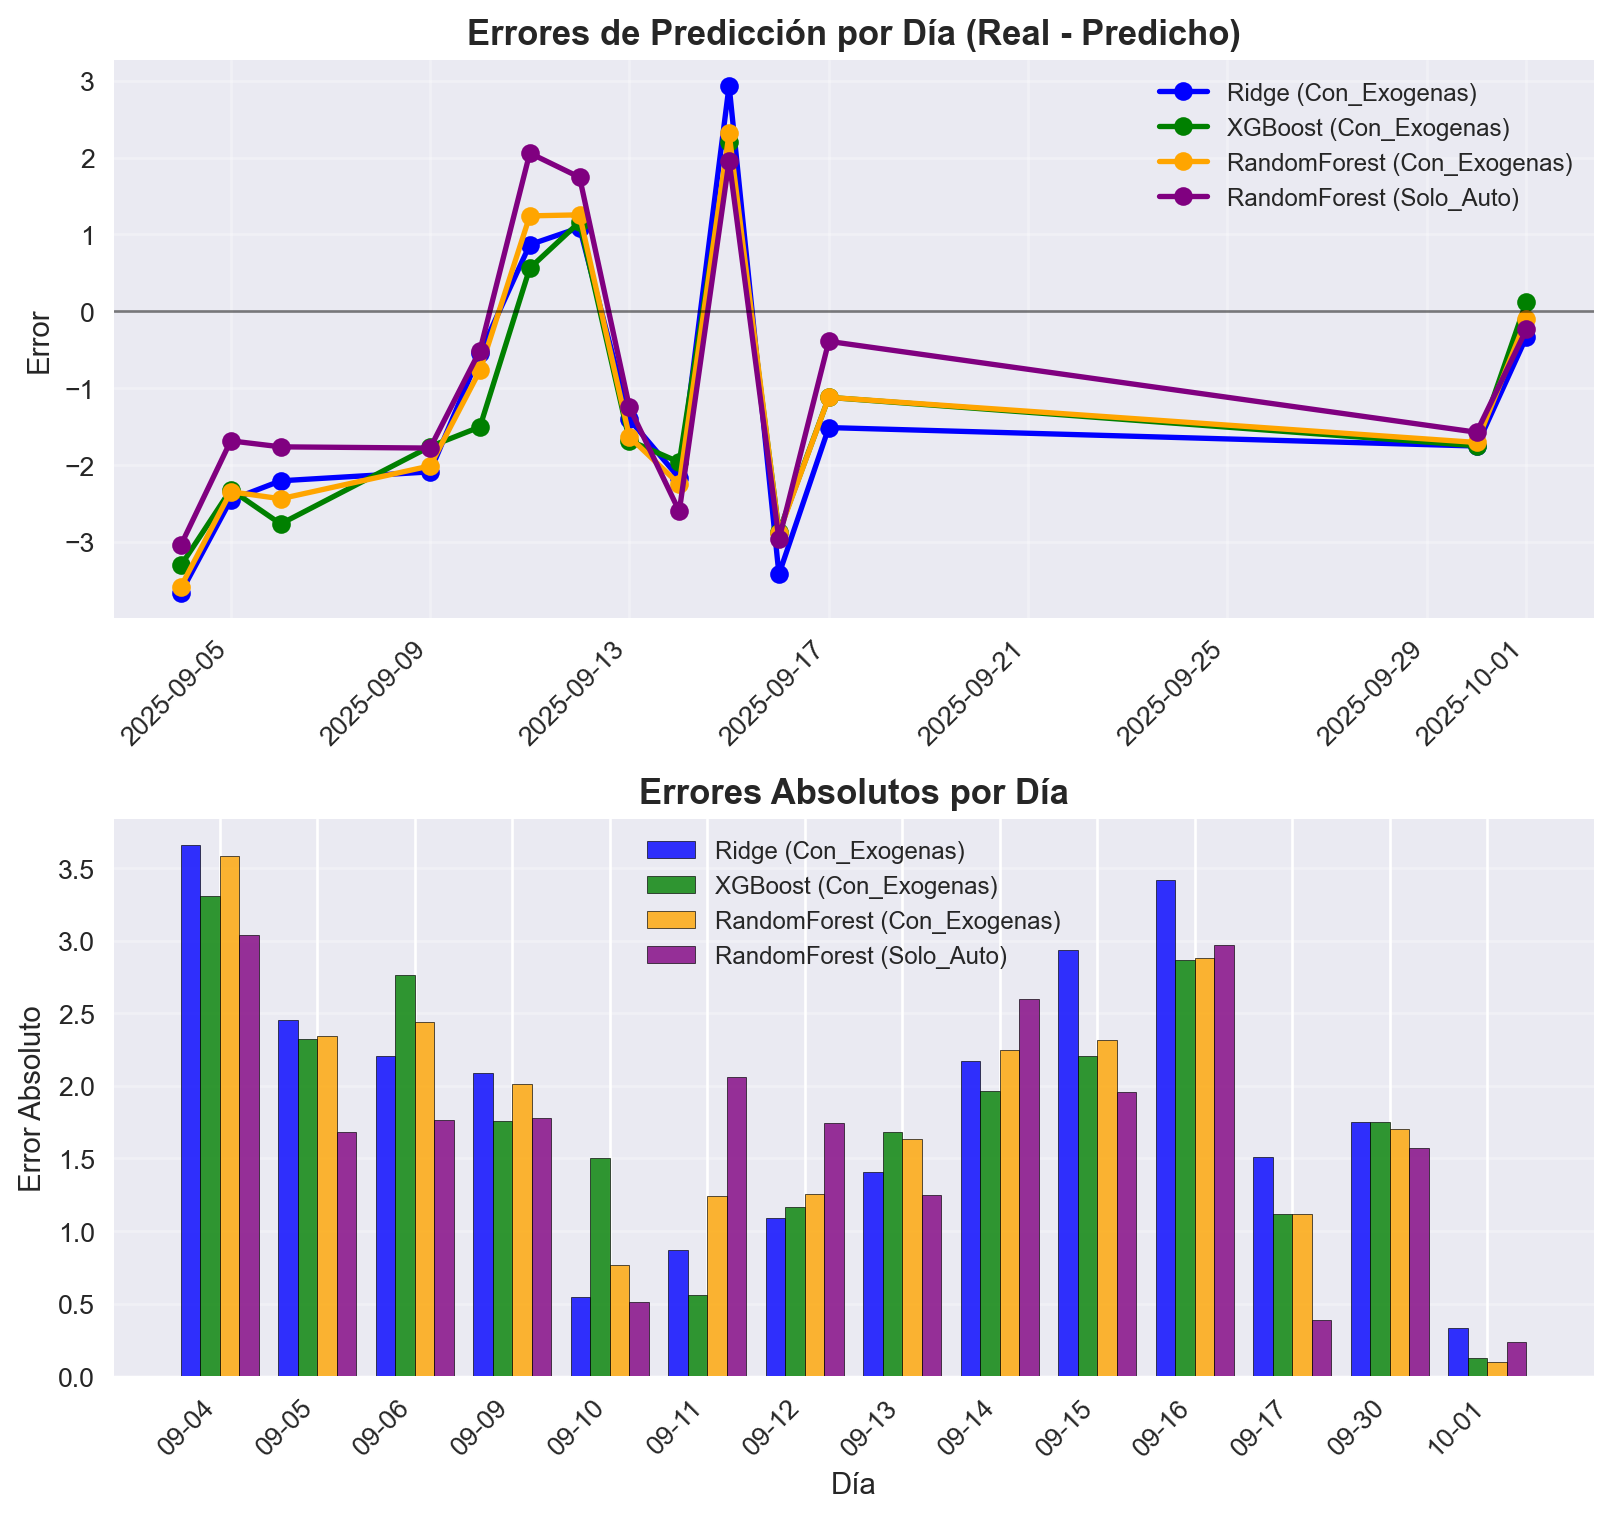 Errores de Predicción por Día (Real - Predicho)
Ridge (Con_Exogenas)
XGBoost (Con_Exogenas)
RandomForest (Con_Exogenas)
RandomForest (Solo_Auto)
Error
3
2
1
0
−1
−2
−3
2025-09-05
2025-09-09
2025-09-13
2025-09-17
2025-09-21
2025-09-25
2025-09-29
2025-10-01
Errores Absolutos por Día
Ridge (Con_Exogenas)
XGBoost (Con_Exogenas)
RandomForest (Con_Exogenas)
RandomForest (Solo_Auto)
Error Absoluto
3.5
3.0
2.5
2.0
1.5
1.0
0.5
0.0
09-04
09-05
09-06
09-09
09-10
09-11
09-12
09-13
09-14
09-15
09-16
09-17
09-30
10-01
Día